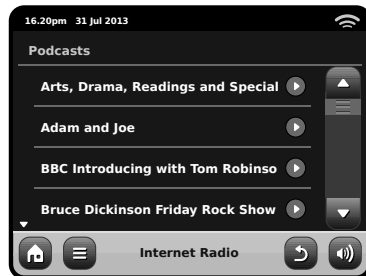 16.20pm 31 Jul 2013
Podcasts
Arts, Drama, Readings and Special
Adam and Joe
BBC Introducing with Tom Robinso
Bruce Dickinson Friday Rock Show
Internet Radio